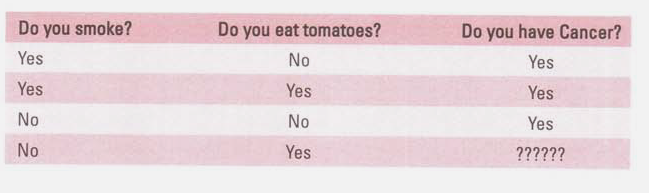 Do you smoke? Do you eat tomatoes? Do you have Cancer?
Yes No Yes
Yes Yes Yes
No No Yes
No Yes ??????